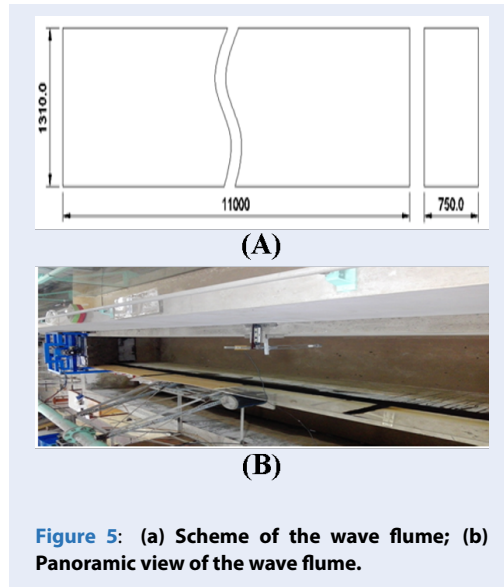 1310.0
11000
750.0
(A)
(B)
Figure 5: (a) Scheme of the wave flume; (b)
Panoramic view of the wave flume.